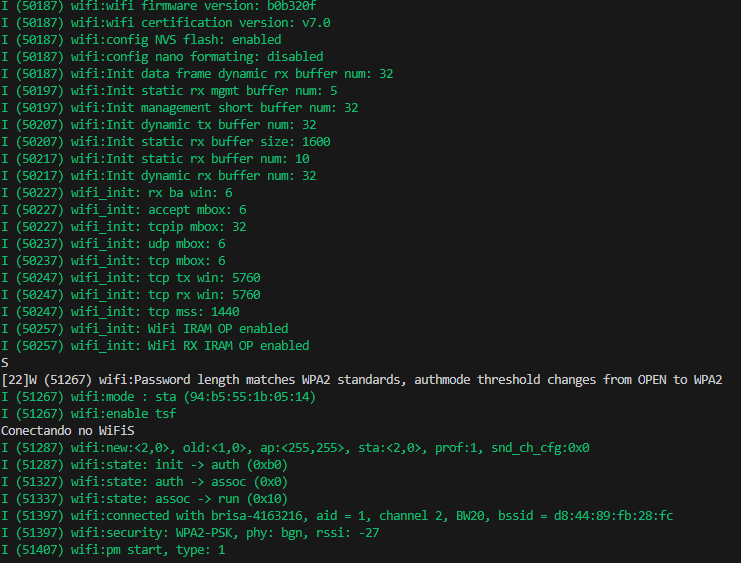 I (50187) wifi:wifi firmware version: b0b320f
I (50187) wifi:wifi certification version: v7.0
I (50187) wifi:config NVS flash: enabled
I (50187) wifi:config nano formating: disabled
I (50187) wifi:Init data frame dynamic rx buffer num: 32
I (50197) wifi:Init static rx mgmt buffer num: 5
I (50197) wifi:Init management short buffer num: 32
I (50207) wifi:Init dynamic tx buffer num: 32
I (50207) wifi:Init static rx buffer size: 1600
I (50217) wifi:Init static rx buffer num: 10
I (50217) wifi:Init dynamic rx buffer num: 32
I (50227) wifi_init: rx ba win: 6
I (50227) wifi_init: accept mbox: 6
I (50227) wifi_init: tcpip mbox: 32
I (50237) wifi_init: udp mbox: 6
I (50237) wifi_init: tcp mbox: 6
I (50247) wifi_init: tcp tx win: 5760
I (50247) wifi_init: tcp rx win: 5760
I (50247) wifi_init: tcp mss: 1440
I (50257) wifi_init: WiFi IRAM OP enabled
I (50257) wifi_init: WiFi RX IRAM OP enabled
S
[22]W (51267) wifi:Password length matches WPA2 standards, authmode threshold changes from OPEN to WPA2
I (51267) wifi:mode : sta (94:b5:55:1b:05:14)
I (51267) wifi:enable tsf
Conectando no WiFiS
I (51287) wifi:new:<2,0>, old:<1,0>, ap:<255,255>, sta:<2,0>, prof:1, snd_ch_cfg:0x0
I (51287) wifi:state: init -> auth (0xb0)
I (51327) wifi:state: auth -> assoc (0x0)
I (51337) wifi:state: assoc -> run (0x10)
I (51397) wifi:connected with brisa-4163216, aid = 1, channel 2, BW20, bssid = d8:44:89:fb:28:fc
I (51397) wifi:security: WPA2-PSK, phy: bgn, rssi: -27
I (51407) wifi:pm start, type: 1